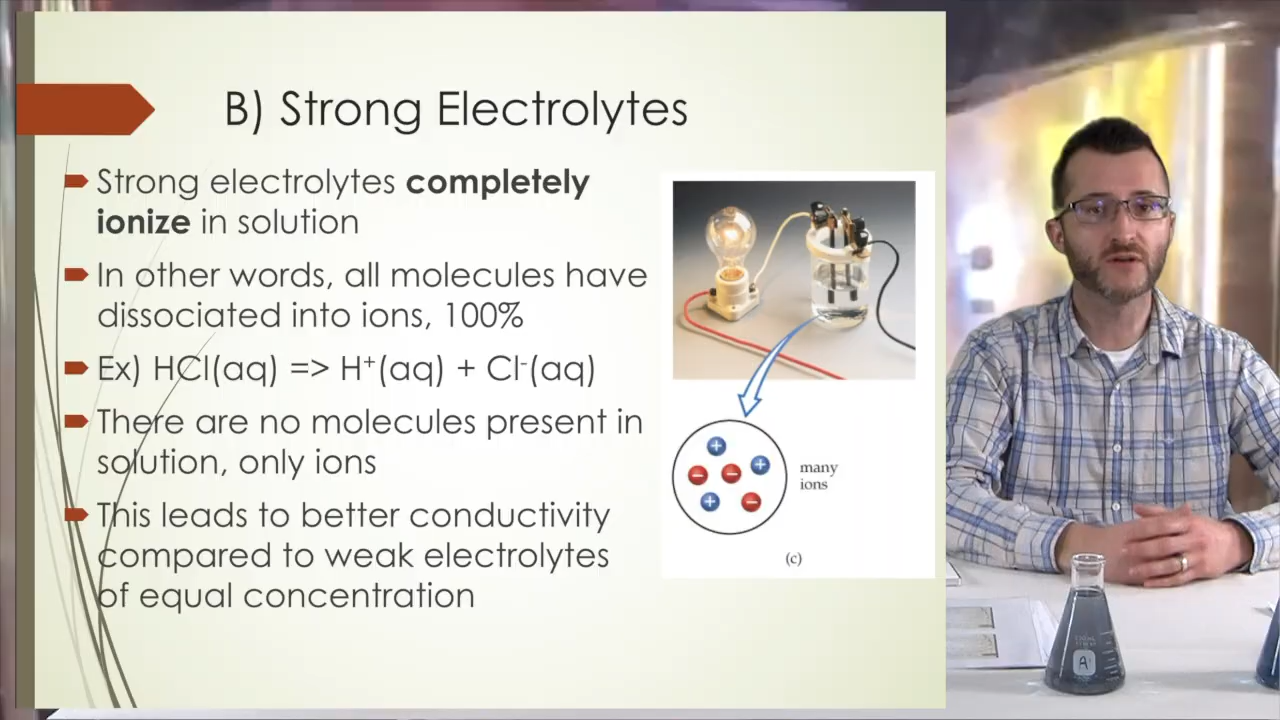 B) Strong Electrolytes
Strong electrolytes completely
ionize in solution
In other words, all molecules have
dissociated into ions, 100%
Ex) HCl(aq) => H⁺(aq) + Cl⁻(aq)
There are no molecules present in
solution, only ions
This leads to better conductivity
compared to weak electrolytes
of equal concentration
+
+
−
−
+
−
many
ions
(c)
A